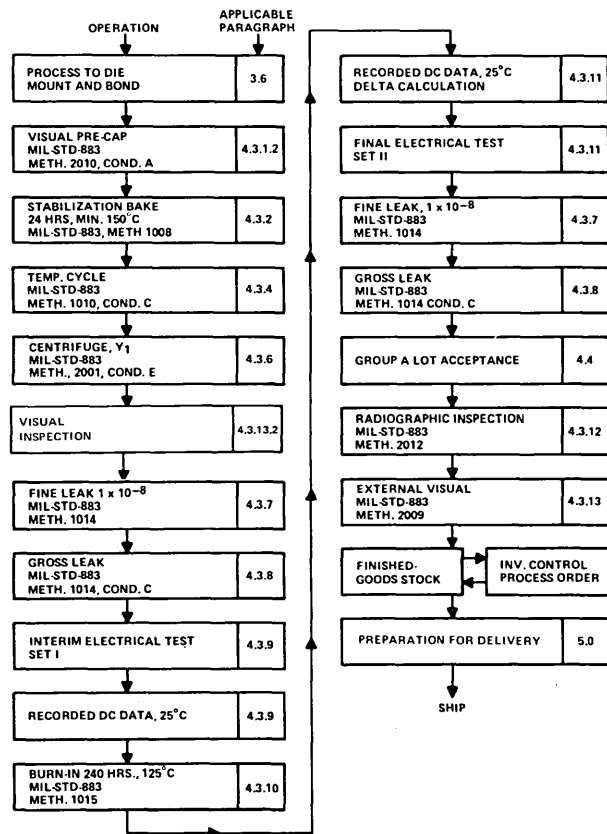 OPERATION
APPLICABLE
PARAGRAPH
PROCESS TO DIE
MOUNT AND BOND
3.6
VISUAL PRE-CAP
MIL-STD-883
METH. 2010, COND. A
4.3.1.2
STABILIZATION BAKE
24 HRS, MIN. 150°C
MIL-STD-883, METH 1008
4.3.2
TEMP. CYCLE
MIL-STD-883
METH. 1010, COND. C
4.3.4
CENTRIFUGE, Y1
MIL-STD-883
METH., 2001, COND. E
4.3.6
VISUAL
INSPECTION
4.3.13.2
FINE LEAK 1 x 10−8
MIL-STD-883
METH. 1014
4.3.7
GROSS LEAK
MIL-STD-883
METH. 1014, COND. C
4.3.8
INTERIM ELECTRICAL TEST
SET I
4.3.9
RECORDED DC DATA, 25°C
4.3.9
BURN-IN 240 HRS., 125°C
MIL-STD-883
METH. 1015
4.3.10
RECORDED DC DATA, 25°C
DELTA CALCULATION
4.3.11
FINAL ELECTRICAL TEST
SET II
4.3.11
FINE LEAK, 1 x 10−8
MIL-STD-883
METH. 1014
4.3.7
GROSS LEAK
MIL-STD-883
METH. 1014 COND. C
4.3.8
GROUP A LOT ACCEPTANCE
4.4
RADIOGRAPHIC INSPECTION
MIL-STD-883
METH. 2012
4.3.12
EXTERNAL VISUAL
MIL-STD-883
METH. 2009
4.3.13
FINISHED-
GOODS STOCK
INV. CONTROL
PROCESS ORDER
PREPARATION FOR DELIVERY
5.0
SHIP